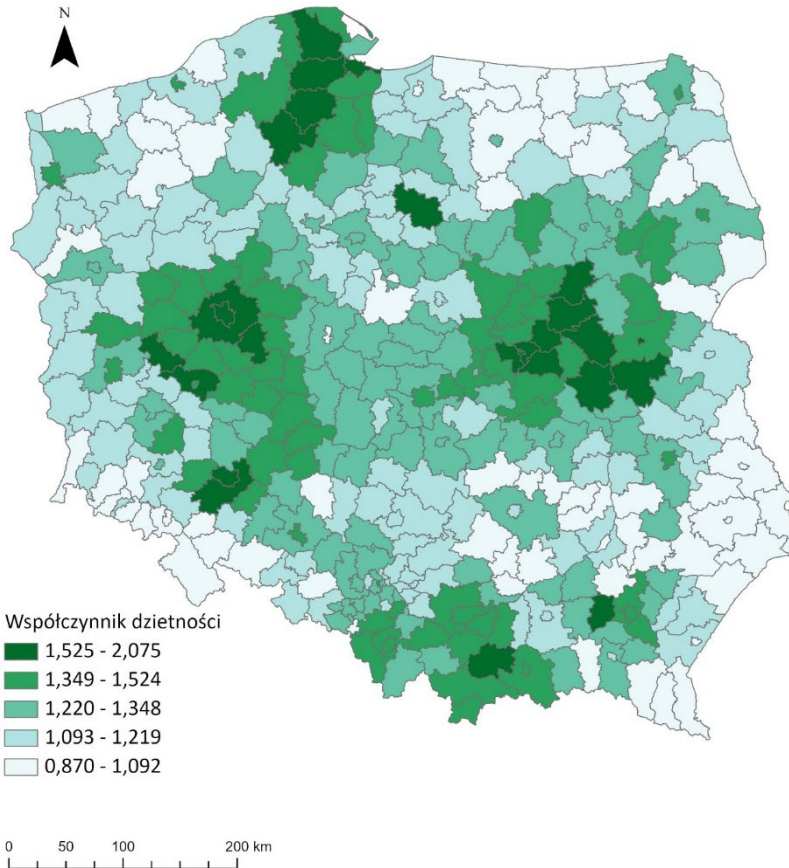 N
Współczynnik dzietności
1,525 - 2,075
1,349 - 1,524
1,220 - 1,348
1,093 - 1,219
0,870 - 1,092
0 50 100 200 km